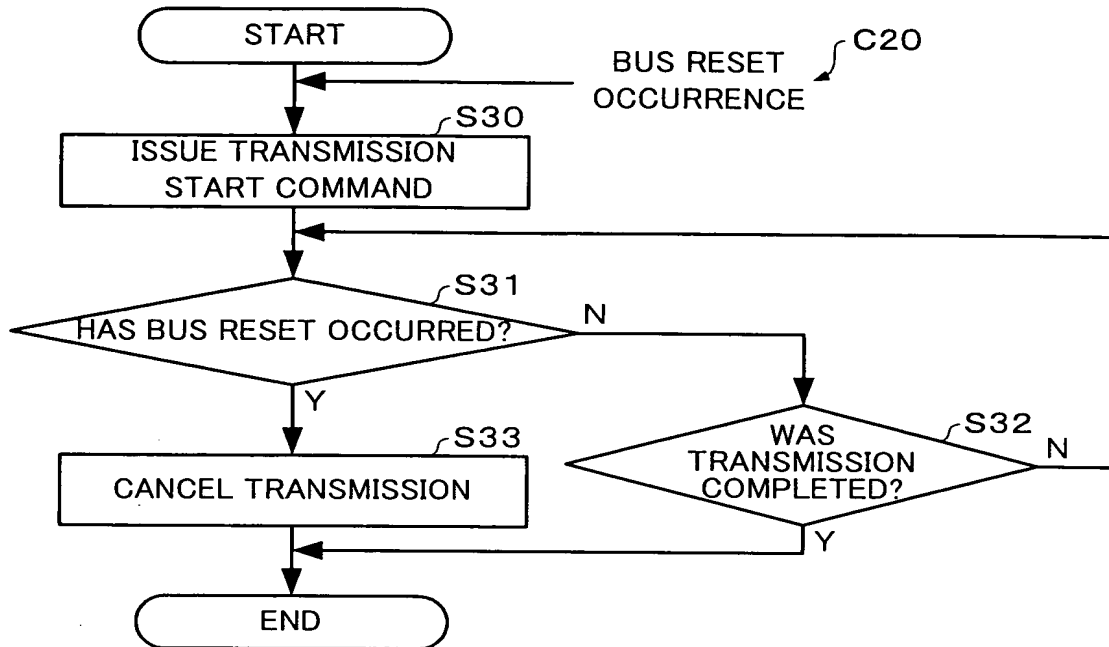 START
BUS RESET
OCCURRENCE
C20
S30
ISSUE TRANSMISSION
START COMMAND
S31
HAS BUS RESET OCCURRED?
N
Y
S32
WAS
TRANSMISSION
COMPLETED?
N
Y
S33
CANCEL TRANSMISSION
END